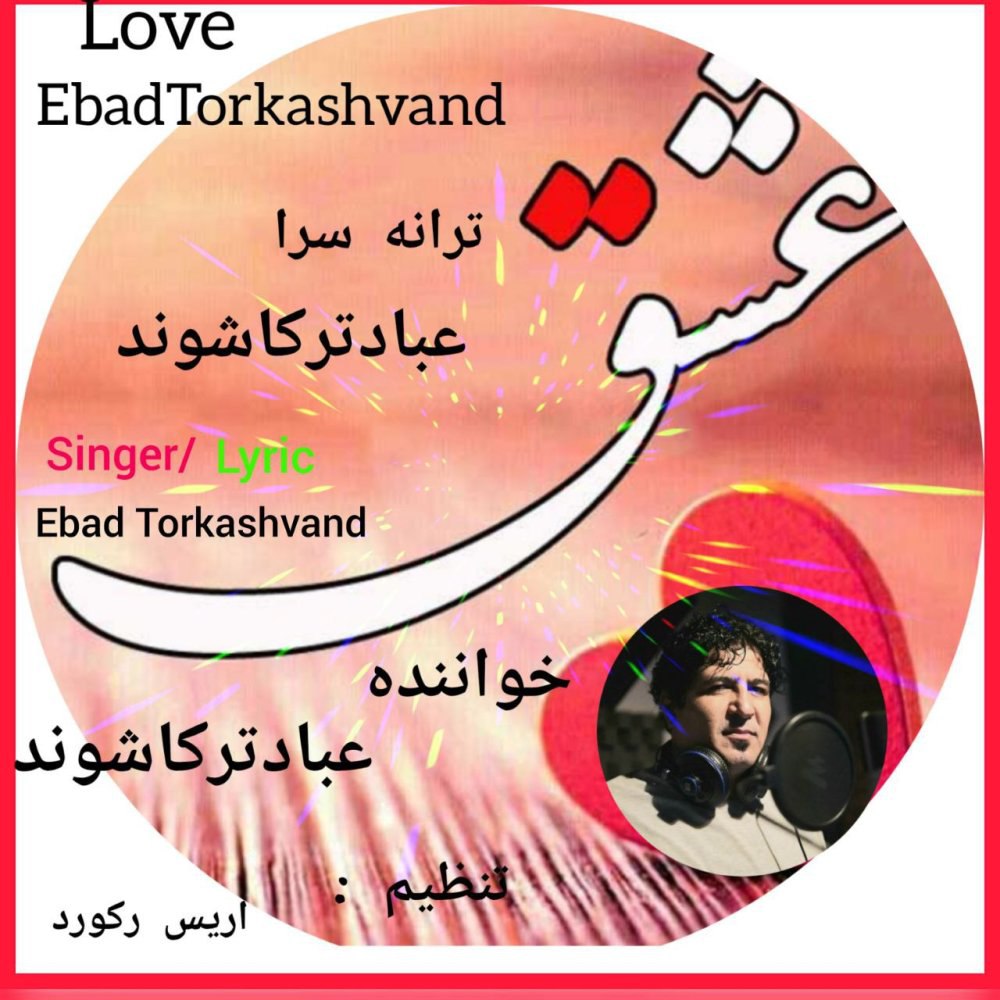 Love
EbadTorkashvand
عشق
ترانه سرا
عبادترکاشوند
Singer/ Lyric
Ebad Torkashvand
خواننده
عبادترکاشوند
تنظیم :
اریس رکورد